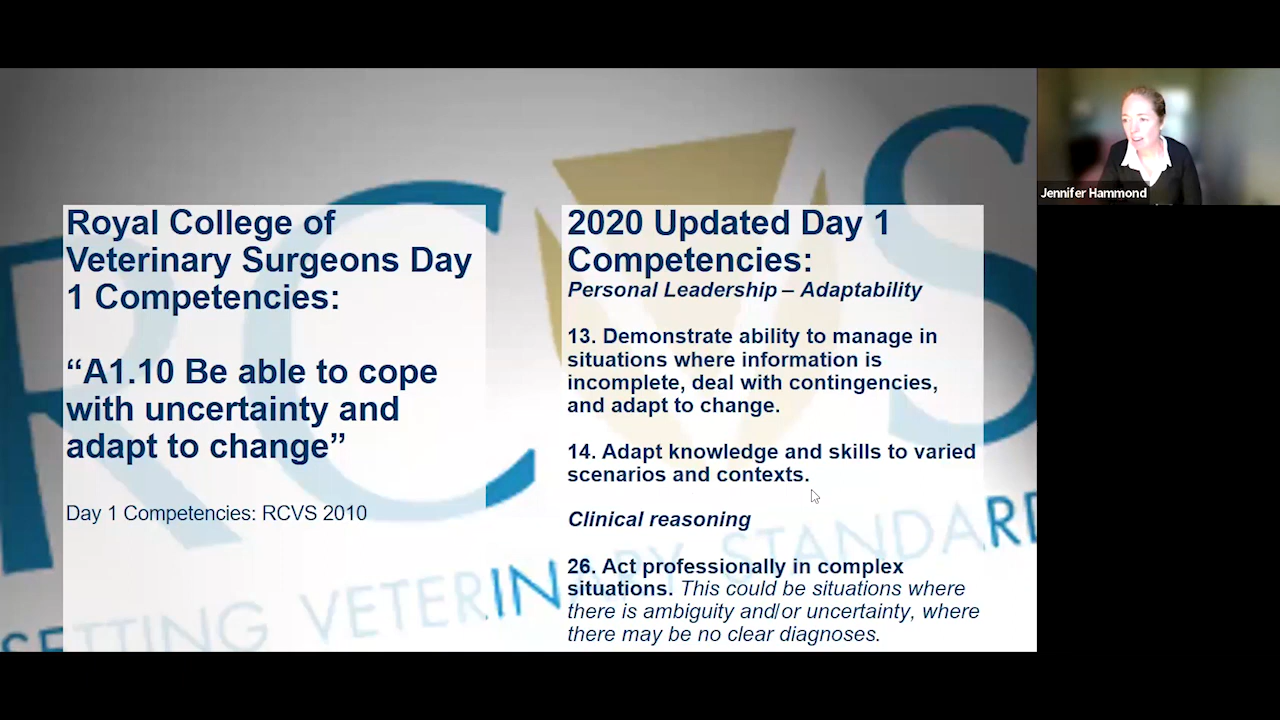 Royal College of
Veterinary Surgeons Day
1 Competencies:
“A1.10 Be able to cope
with uncertainty and
adapt to change”
Day 1 Competencies: RCVS 2010
2020 Updated Day 1
Competencies:
Personal Leadership – Adaptability
13. Demonstrate ability to manage in
situations where information is
incomplete, deal with contingencies,
and adapt to change.
14. Adapt knowledge and skills to varied
scenarios and contexts.
Clinical reasoning
26. Act professionally in complex
situations. This could be situations where
there is ambiguity and/or uncertainty, where
there may be no clear diagnoses.
RCVS
SETTING VETERINARY STANDARD
Jennifer Hammond